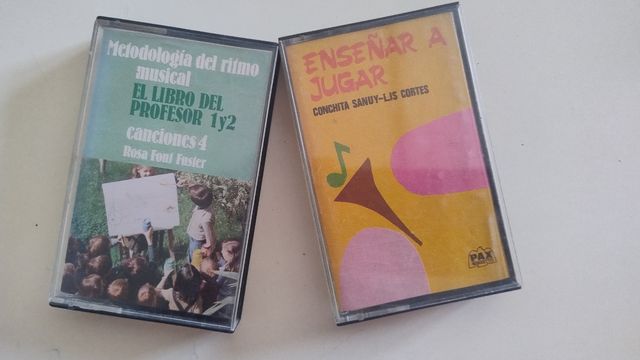 Metodología del ritmo
musical
EL LIBRO DEL
PROFESOR 1y2
canciones 4
Rosa Font Fuster
ENSEÑAR A
JUGAR
CONCHITA SANUY-LIS CORTES
PAX